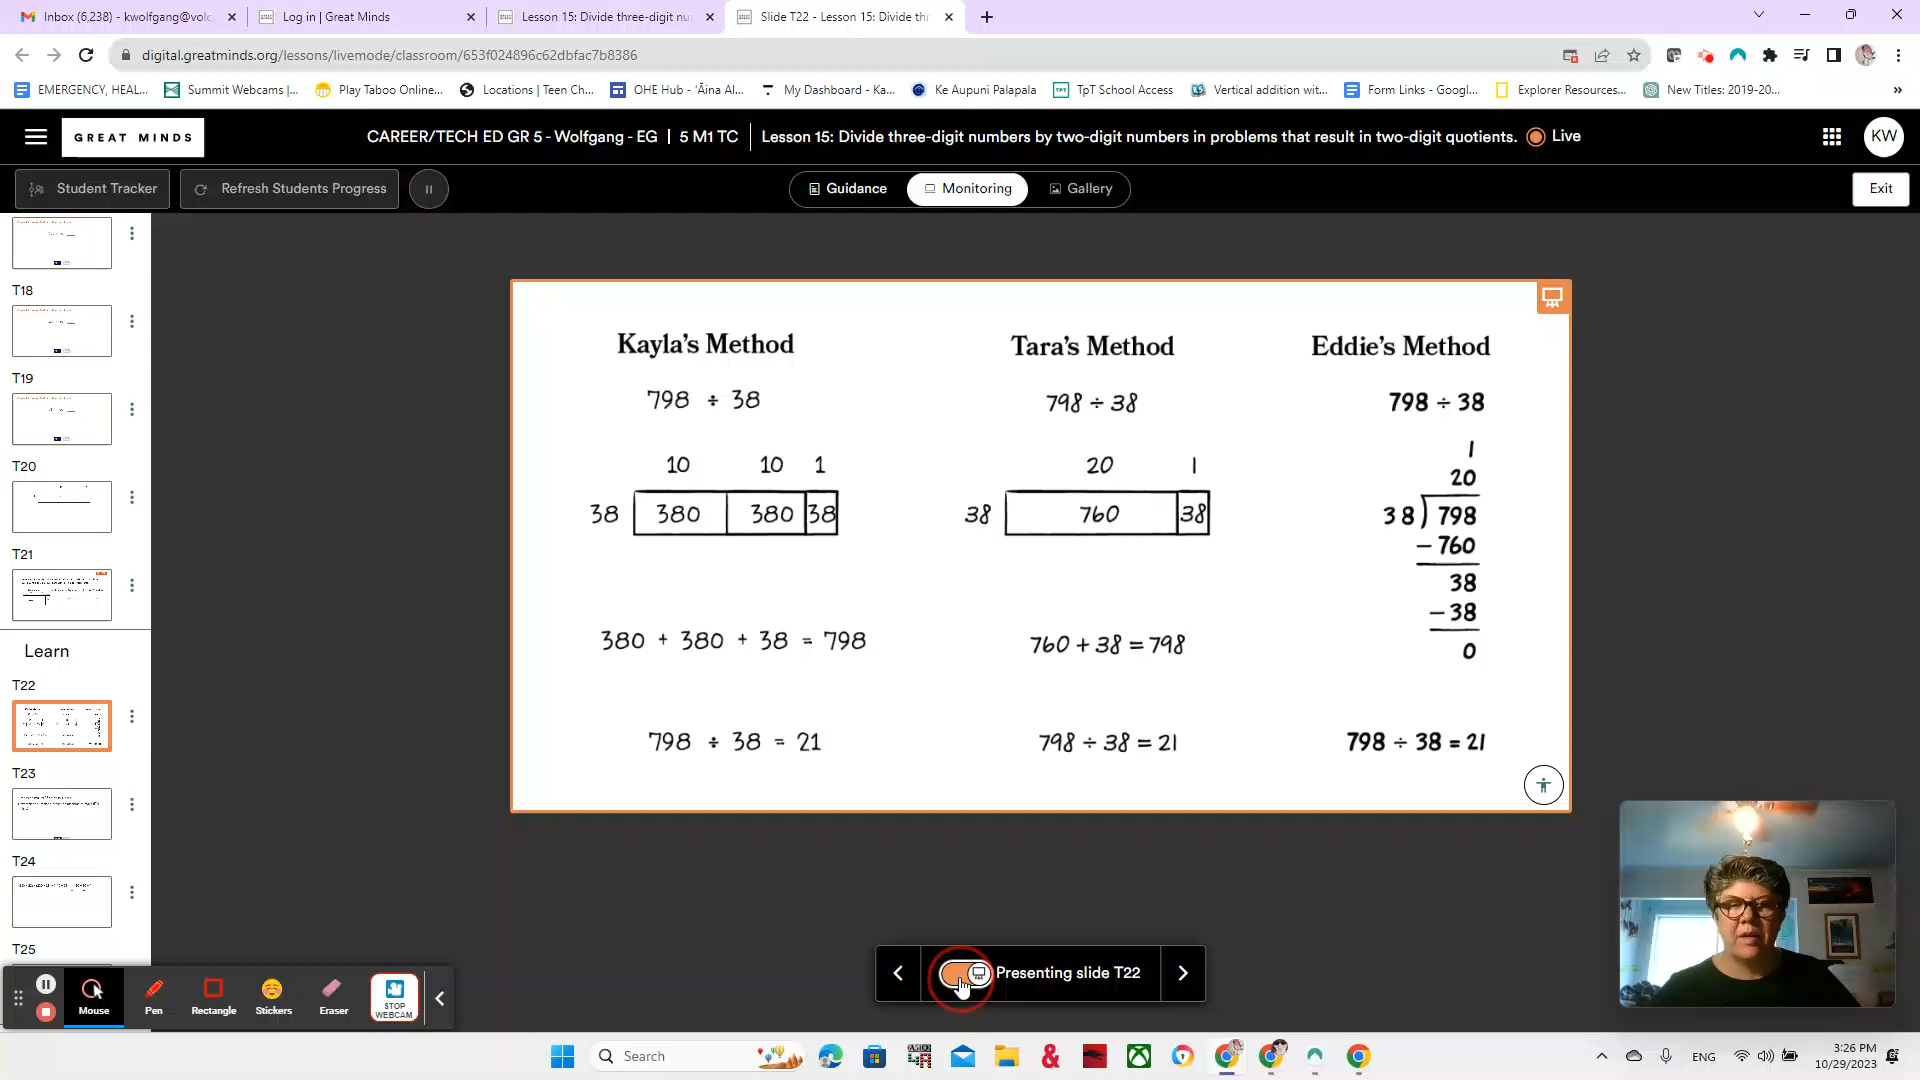 Inbox (6,238) - kwolfgang@volc
Log in | Great Minds
Lesson 15: Divide three-digit nu
Slide T22 - Lesson 15: Divide thr
digital.greatminds.org/lessons/livemode/classroom/653f024896c62dbfac7b8386
EMERGENCY, HEAL...
Summit Webcams |...
Play Taboo Online...
Locations | Teen Ch...
OHE Hub - ‘Āina Al...
My Dashboard - Ka...
Ke Aupuni Palapala
TpT School Access
Vertical addition wit...
Form Links - Googl...
Explorer Resources...
New Titles: 2019-20...
GREAT MINDS
CAREER/TECH ED GR 5 - Wolfgang - EG | 5 M1 TC
Lesson 15: Divide three-digit numbers by two-digit numbers in problems that result in two-digit quotients.
Live
KW
Student Tracker
Refresh Students Progress
Guidance
Monitoring
Gallery
Exit
T18
T19
T20
T21
Learn
T22
T23
T24
T25
Kayla's Method
798 ÷ 38
10 10 1
38 380 380 38
380 + 380 + 38 = 798
798 ÷ 38 = 21
Tara's Method
798 ÷ 38
20 1
38 760 38
760 + 38 = 798
798 ÷ 38 = 21
Eddie's Method
798 ÷ 38
1
20
38 ) 798
- 760
38
- 38
0
798 ÷ 38 = 21
Presenting slide T22
Mouse
Pen
Rectangle
Stickers
Eraser
STOP
WEBCAM
Search
ENG
3:26 PM
10/29/2023